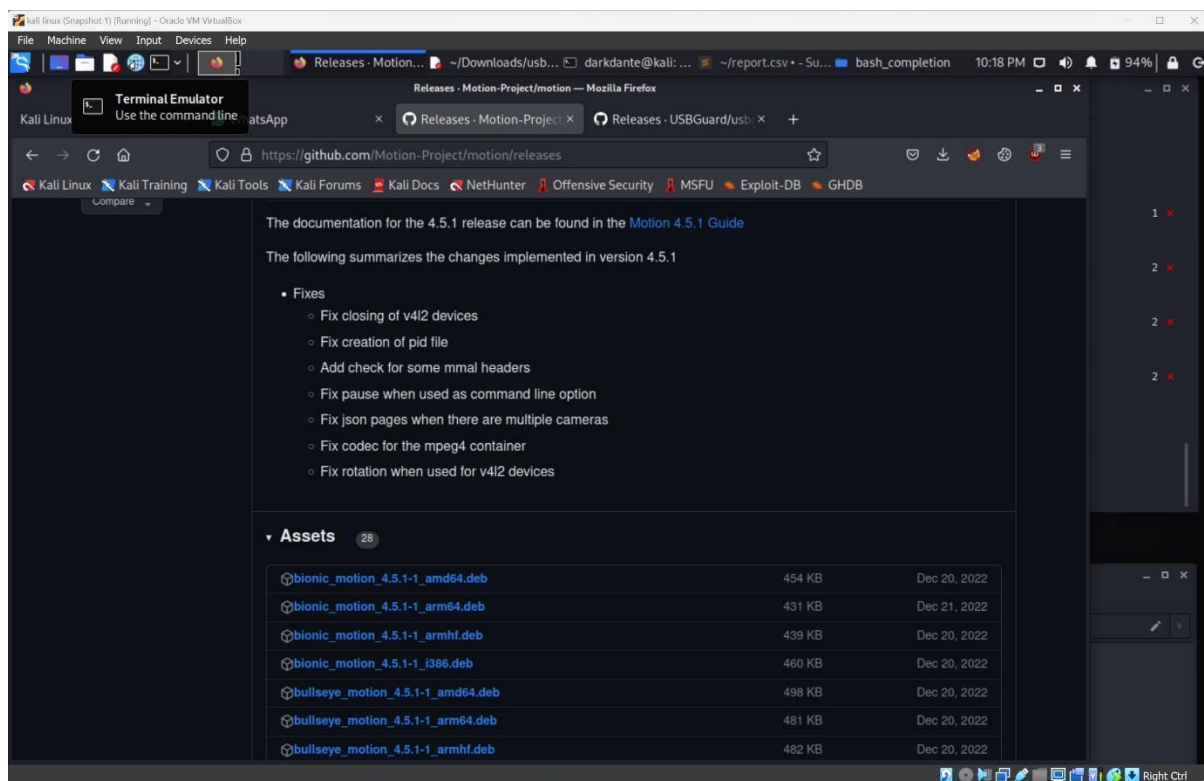 kali linux (Snapshot 1) [Running] - Oracle VM VirtualBox
File Machine View Input Devices Help
Releases · Motion... ~/Downloads/usb... darkdante@kali: ... ~/report.csv • - Su... bash_completion 10:18 PM 94% G
Releases · Motion-Project/motion — Mozilla Firefox
Terminal Emulator
Use the command line
Kali Linux atsApp × Releases · Motion-Project × Releases · USBGuard/usb × +
https://github.com/Motion-Project/motion/releases 3
Kali Linux Kali Training Kali Tools Kali Forums Kali Docs NetHunter Offensive Security MSFU Exploit-DB GHDB
Compare
The documentation for the 4.5.1 release can be found in the Motion 4.5.1 Guide
1
The following summarizes the changes implemented in version 4.5.1
2
• Fixes
Fix closing of v4l2 devices
2
Fix creation of pid file
Add check for some mmal headers
2
Fix pause when used as command line option
Fix json pages when there are multiple cameras
Fix codec for the mpeg4 container
Fix rotation when used for v4l2 devices
Assets 28
bionic_motion_4.5.1-1_amd64.deb 454 KB Dec 20, 2022
bionic_motion_4.5.1-1_arm64.deb 431 KB Dec 21, 2022
bionic_motion_4.5.1-1_armhf.deb 439 KB Dec 20, 2022
bionic_motion_4.5.1-1_i386.deb 460 KB Dec 20, 2022
bullseye_motion_4.5.1-1_amd64.deb 498 KB Dec 20, 2022
bullseye_motion_4.5.1-1_arm64.deb 481 KB Dec 20, 2022
bullseye_motion_4.5.1-1_armhf.deb 482 KB Dec 20, 2022
Right Ctrl